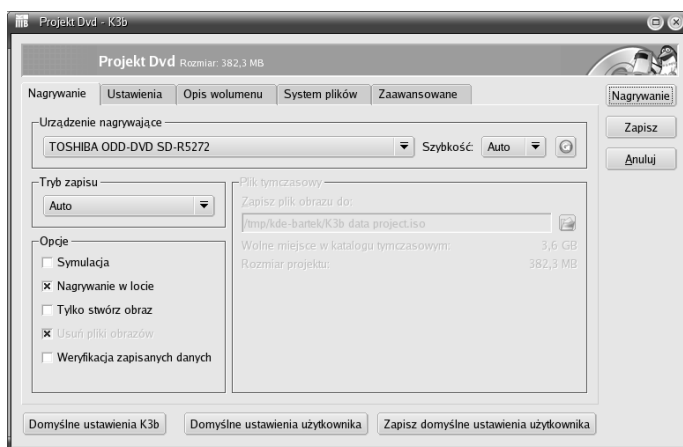 Projekt Dvd - K3b
Projekt Dvd Rozmiar: 382,3 MB
Nagrywanie Ustawienia Opis wolumenu System plików Zaawansowane
Nagrywanie
Zapisz
Anuluj
Urządzenie nagrywające
TOSHIBA ODD-DVD SD-R5272 Szybkość: Auto
Tryb zapisu
Auto
Opcje
Symulacja
Nagrywanie w locie
Tylko stwórz obraz
Usuń pliki obrazów
Weryfikacja zapisanych danych
Plik tymczasowy
Zapisz plik obrazu do:
/tmp/kde-bartek/K3b data project.iso
Wolne miejsce w katalogu tymczasowym: 3,6 GB
Rozmiar projektu: 382,3 MB
Domyślne ustawienia K3b Domyślne ustawienia użytkownika Zapisz domyślne ustawienia użytkownika